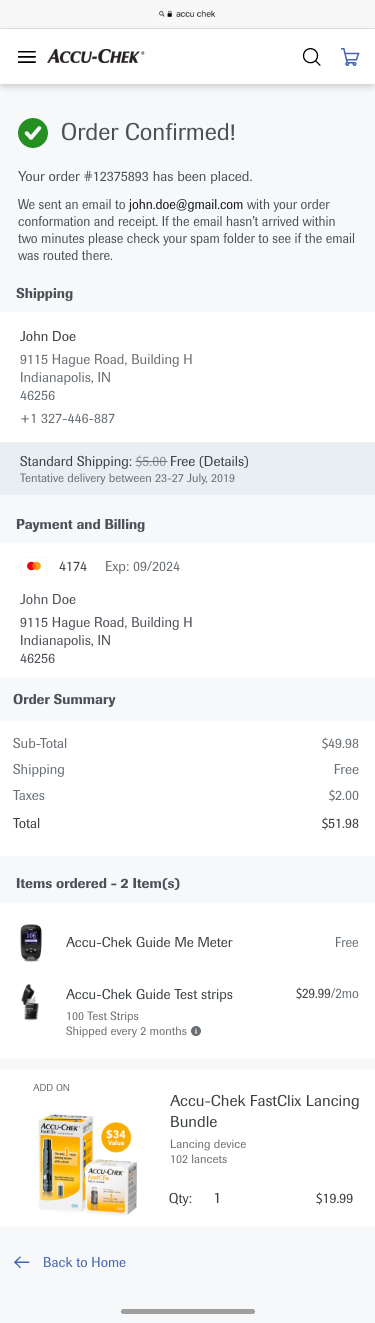 accu chek
ACCU-CHEK®
Order Confirmed!
Your order #12375893 has been placed.
We sent an email to john.doe@gmail.com with your order
conformation and receipt. If the email hasn't arrived within
two minutes please check your spam folder to see if the email
was routed there.
Shipping
John Doe
9115 Hague Road, Building H
Indianapolis, IN
46256
+1 327-446-887
Standard Shipping: $5.00 Free (Details)
Tentative delivery between 23-27 July, 2019
Payment and Billing
4174 Exp: 09/2024
John Doe
9115 Hague Road, Building H
Indianapolis, IN
46256
Order Summary
Sub-Total $49.98
Shipping Free
Taxes $2.00
Total $51.98
Items ordered - 2 Item(s)
Accu-Chek Guide Me Meter Free
Accu-Chek Guide Test strips $29.99/2mo
100 Test Strips
Shipped every 2 months
ADD ON
ACCU-CHEK
FastClix
$34
Value
ACCU-CHEK
FastClix
Accu-Chek FastClix Lancing
Bundle
Lancing device
102 lancets
Qty: 1 $19.99
Back to Home